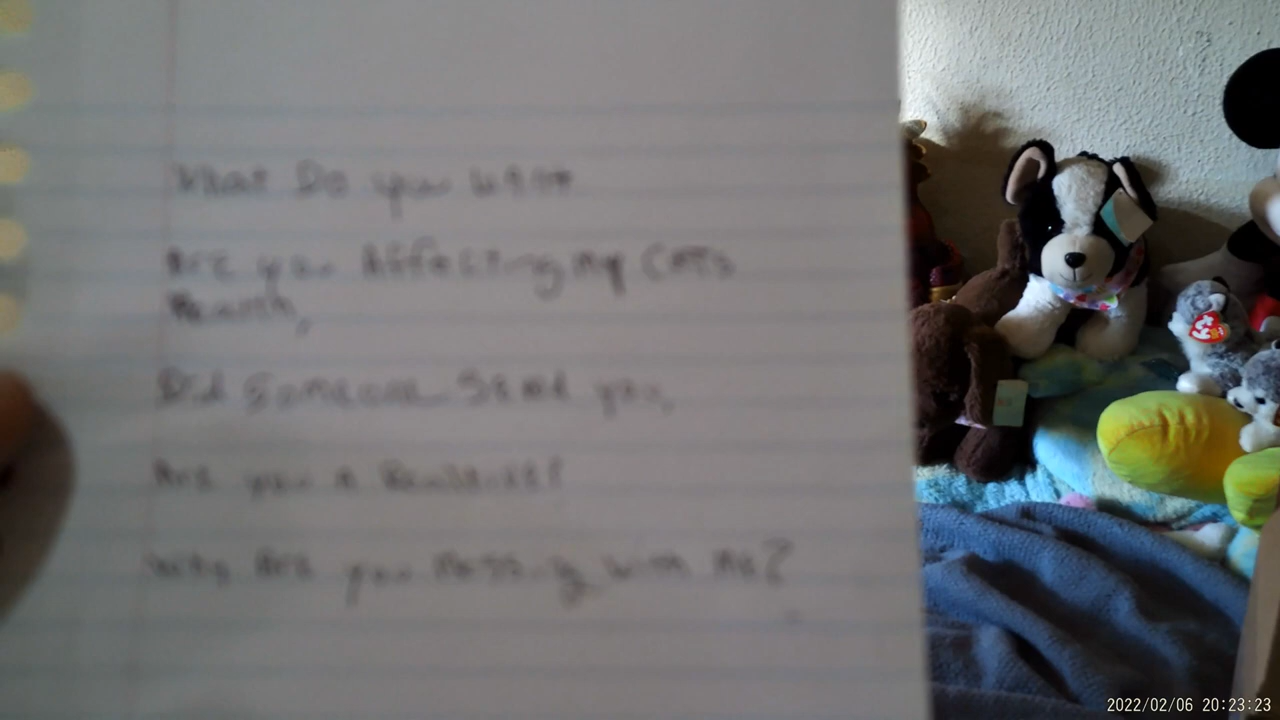 What Do you want
Are you Affecting My CATs
Health,
Did Someone Send you,
Are you A
Why Are you Messing with Me?
ty
2022/02/06 20:23:23